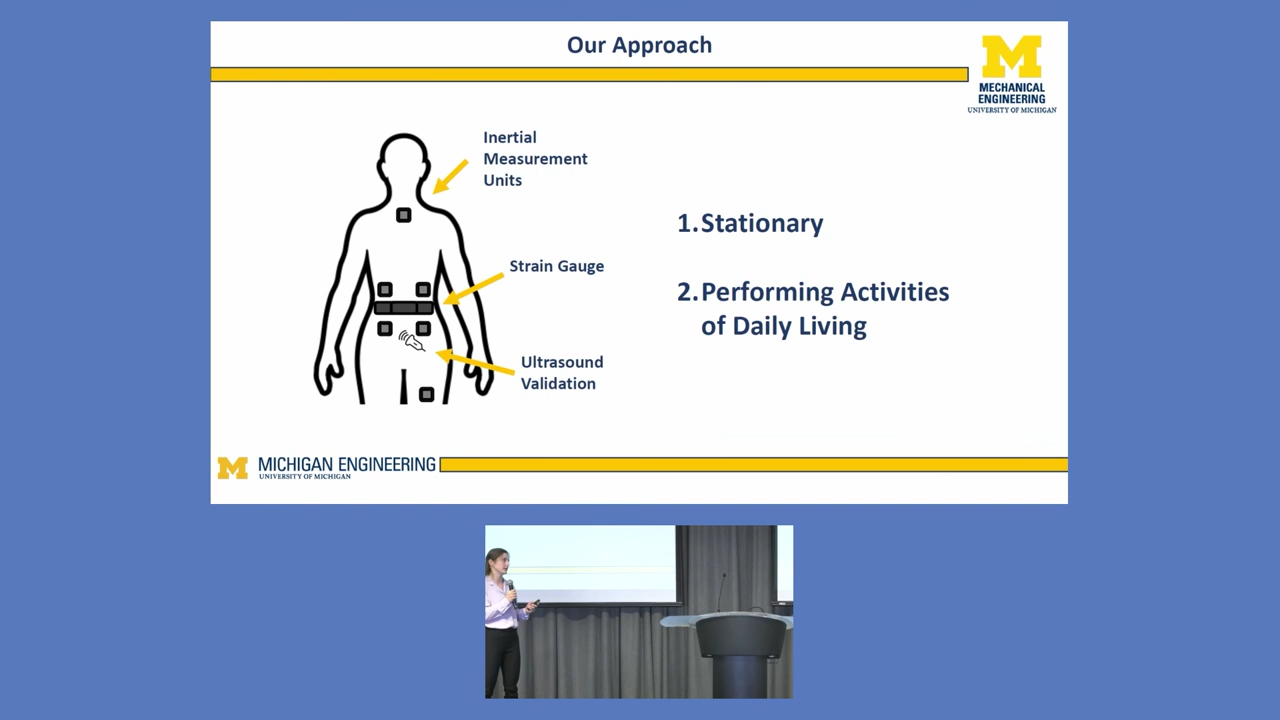 Our Approach
M
MECHANICAL
ENGINEERING
UNIVERSITY OF MICHIGAN
Inertial
Measurement
Units
Strain Gauge
Ultrasound
Validation
1. Stationary
2. Performing Activities
of Daily Living
M
MICHIGAN ENGINEERING
UNIVERSITY OF MICHIGAN